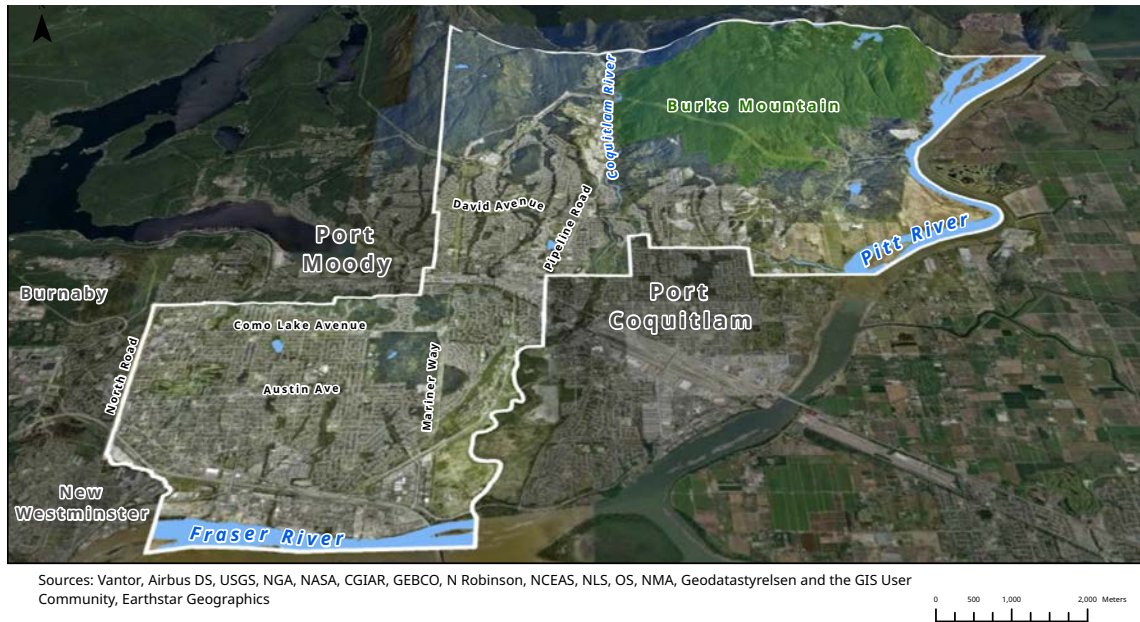 Coquitlam River
Burke Mountain
David Avenue
Pipeline Road
Port
Moody
Pitt River
Burnaby
Port
Coquitlam
Como Lake Avenue
North Road
Mariner Way
Austin Ave
New
Westminster
Fraser River
Sources: Vantor, Airbus DS, USGS, NGA, NASA, CGIAR, GEBCO, N Robinson, NCEAS, NLS, OS, NMA, Geodatastyrelsen and the GIS User
Community, Earthstar Geographics
0 500 1,000 2,000 Meters